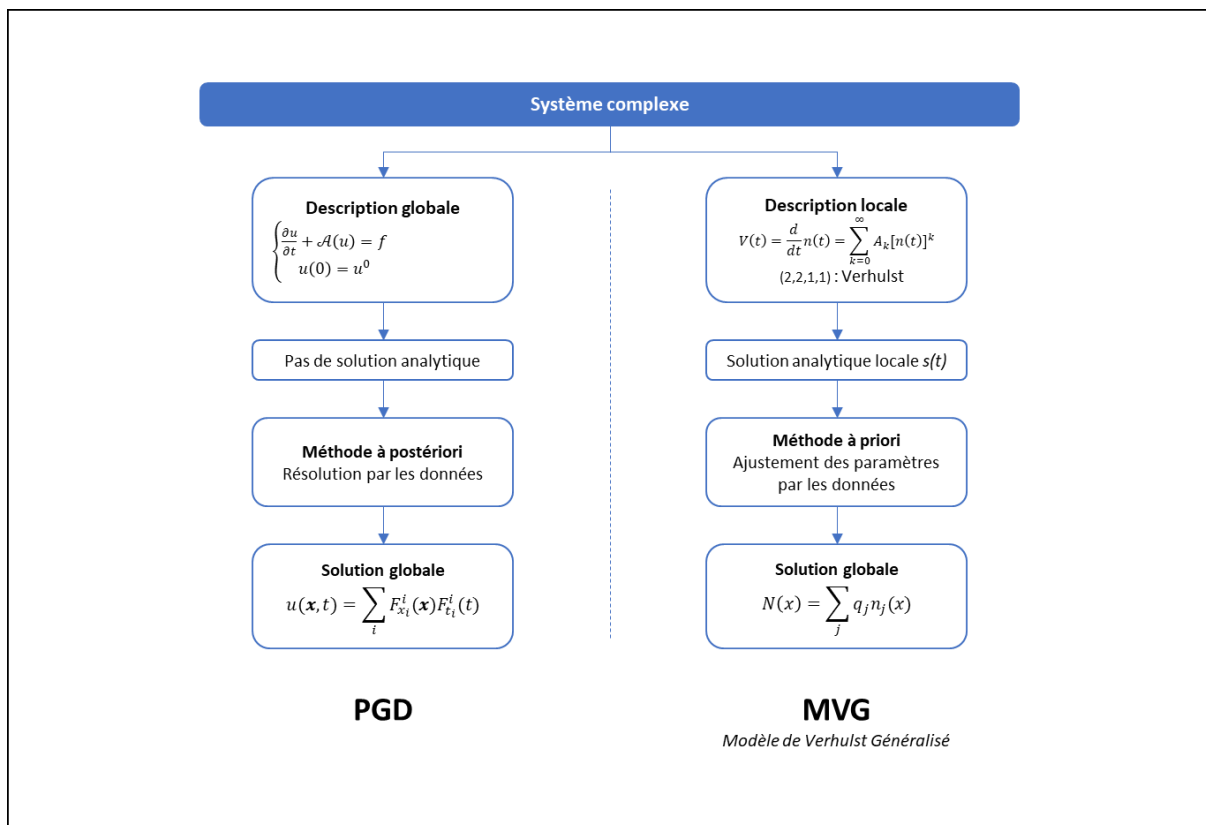 Système complexe
Description globale
{ ∂u/∂t + 𝒜(u) = f
u(0) = u⁰
Pas de solution analytique
Méthode à postériori
Résolution par les données
Solution globale
u(𝒙, t) = ∑_i F^i_{x_i}(𝒙)F^i_{t_i}(t)
PGD
Description locale
V(t) = d/dt n(t) = ∑_{k=0}^{∞} A_k[n(t)]^k
(2,2,1,1) : Verhulst
Solution analytique locale s(t)
Méthode à priori
Ajustement des paramètres
par les données
Solution globale
N(x) = ∑_j q_j n_j(x)
MVG
Modèle de Verhulst Généralisé